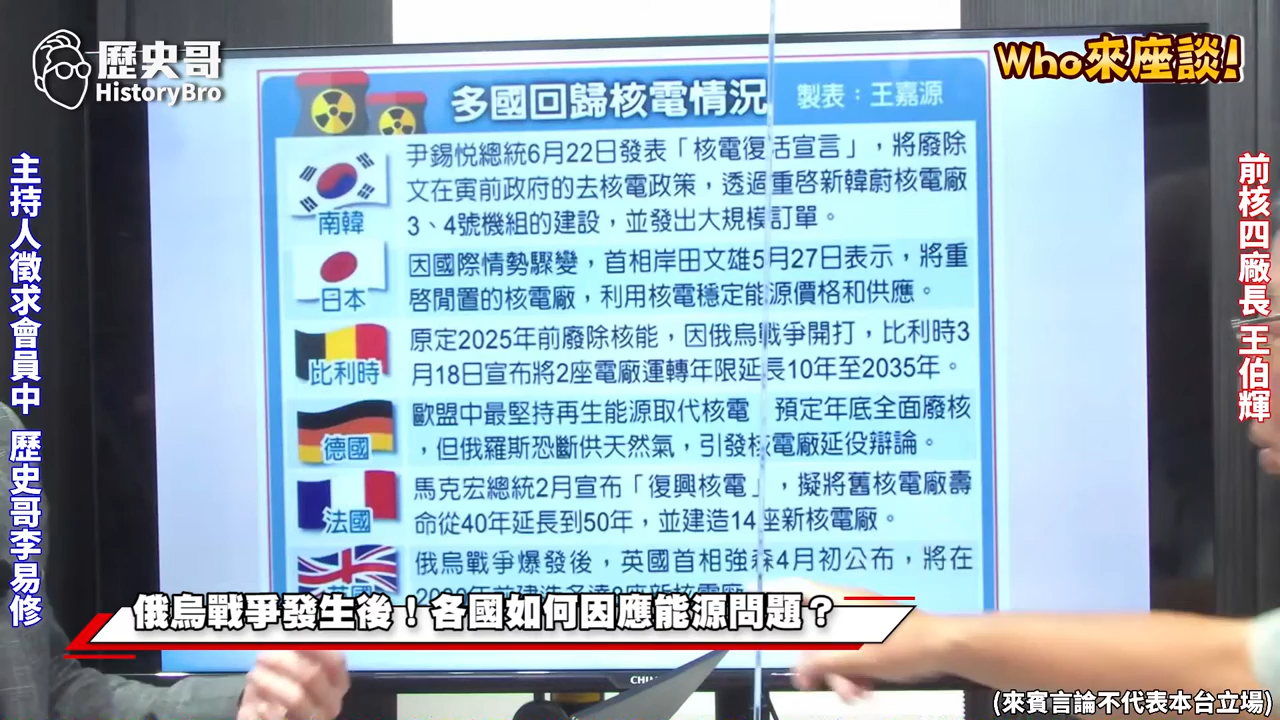 歷史哥
HistoryBro
Who來座談!
主持人徵求會員中 歷史哥李易修
前核四廠長 王伯輝
多國回歸核電情況 製表：王嘉源
尹錫悅總統6月22日發表「核電復活宣言」，將廢除
文在寅前政府的去核電政策，透過重啓新韓蔚核電廠
3、4號機組的建設，並發出大規模訂單。
南韓
因國際情勢驟變，首相岸田文雄5月27日表示，將重
啓閒置的核電廠，利用核電穩定能源價格和供應。
日本
原定2025年前廢除核能，因俄烏戰爭開打，比利時3
月18日宣布將2座電廠運轉年限延長10年至2035年。
比利時
歐盟中最堅持再生能源取代核電 預定年底全面廢核
，但俄羅斯恐斷供天然氣，引發核電廠延役辯論。
德國
馬克宏總統2月宣布「復興核電」，擬將舊核電廠壽
命從40年延長到50年，並建造14座新核電廠。
法國
俄烏戰爭爆發後，英國首相強森4月初公布，將在
俄烏戰爭發生後！各國如何因應能源問題？
(來賓言論不代表本台立場)